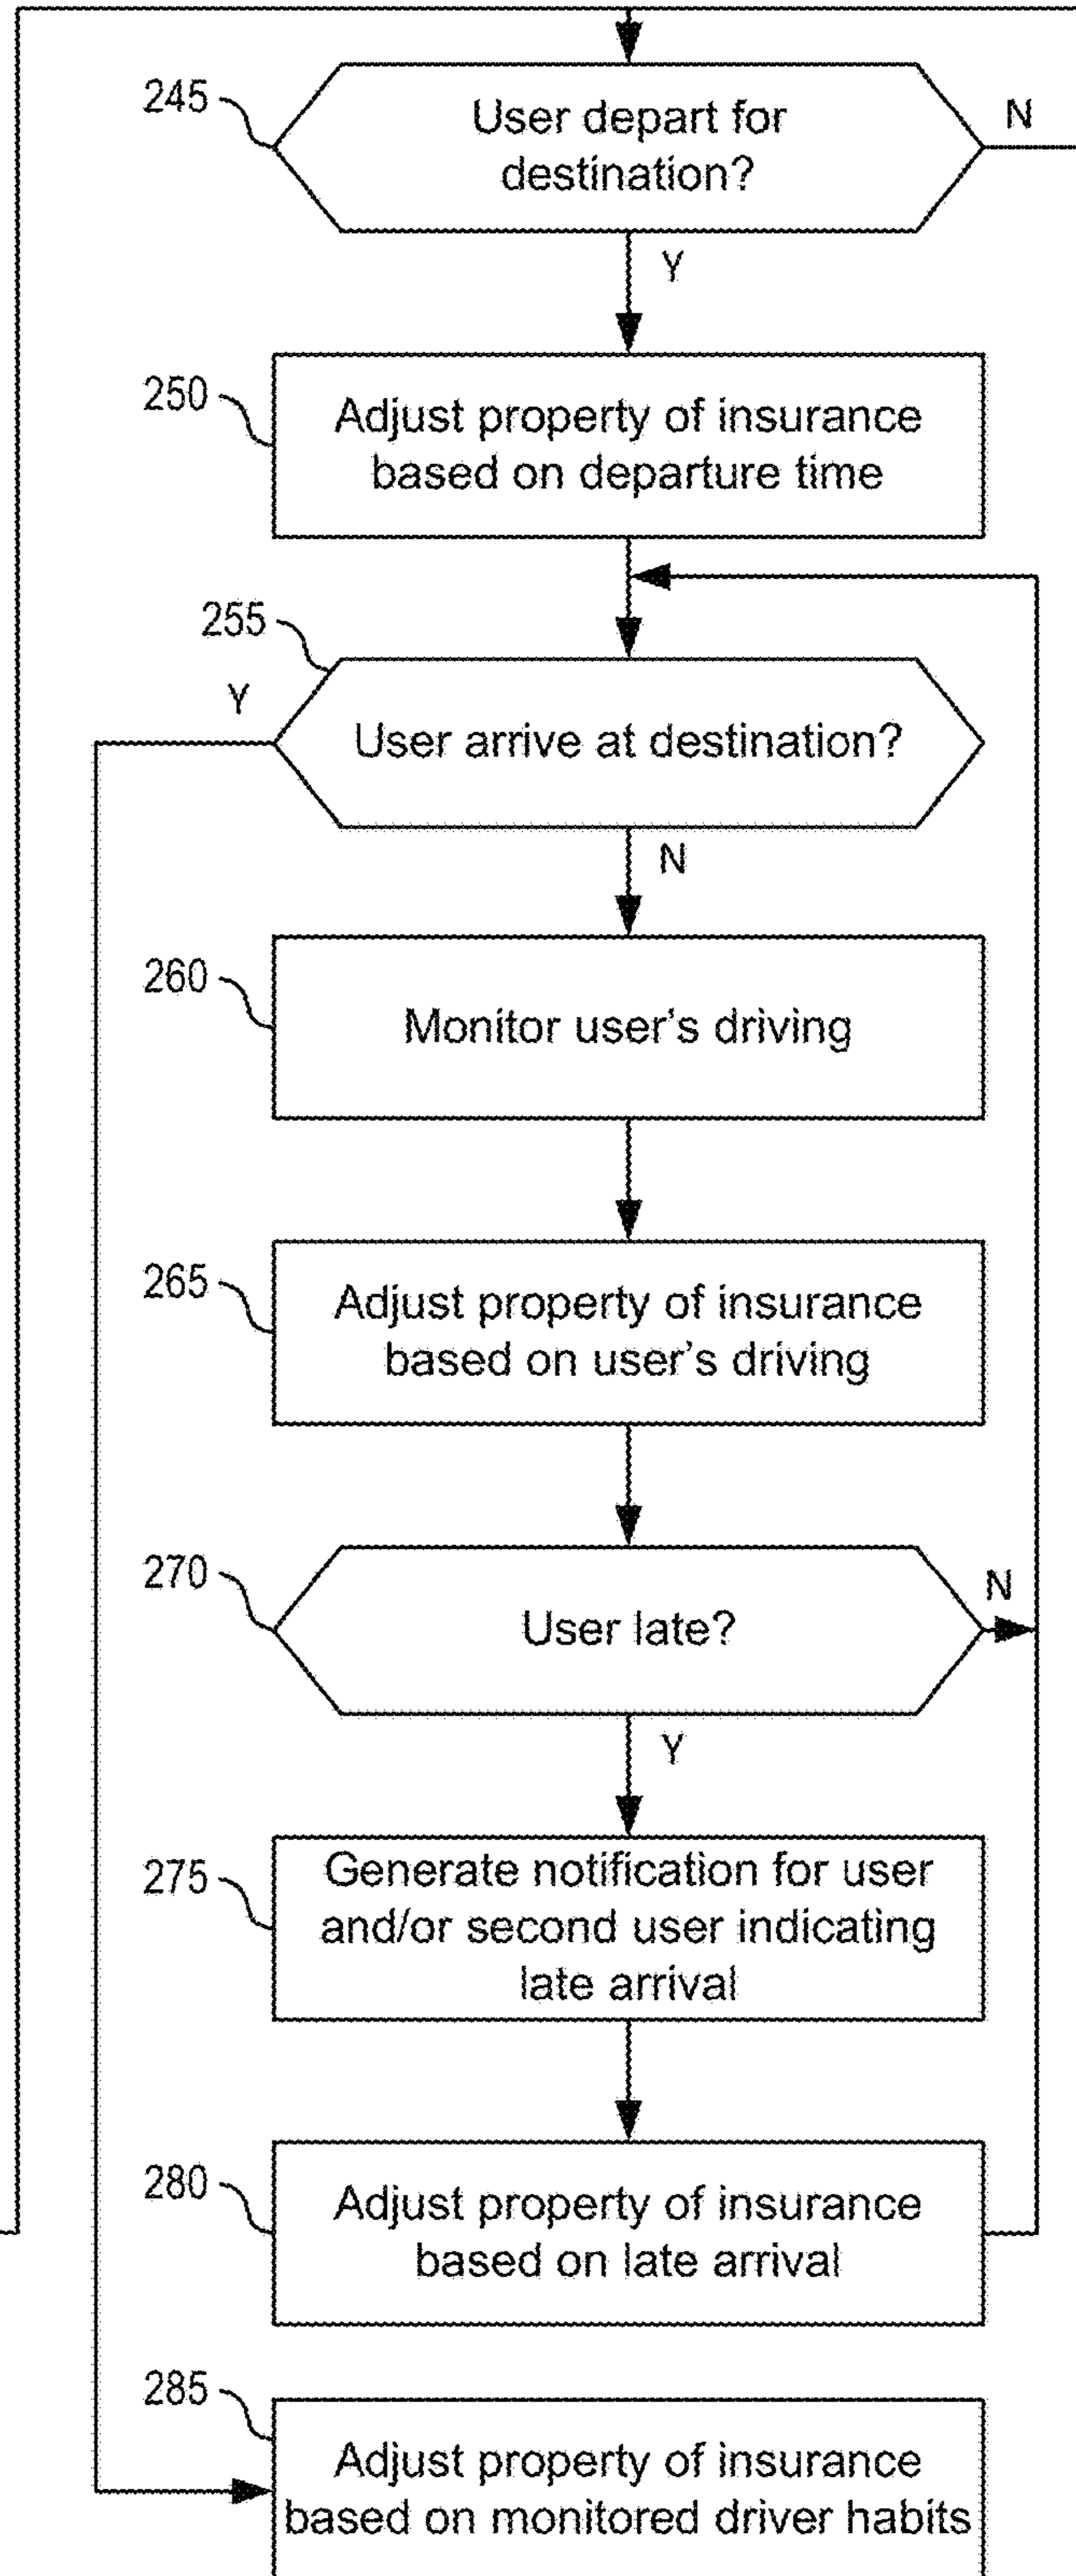 245
User depart for
destination?
N
Y
250
Adjust property of insurance
based on departure time
255
Y
User arrive at destination?
N
260
Monitor user's driving
265
Adjust property of insurance
based on user's driving
270
User late?
N
Y
275
Generate notification for user
and/or second user indicating
late arrival
280
Adjust property of insurance
based on late arrival
285
Adjust property of insurance
based on monitored driver habits